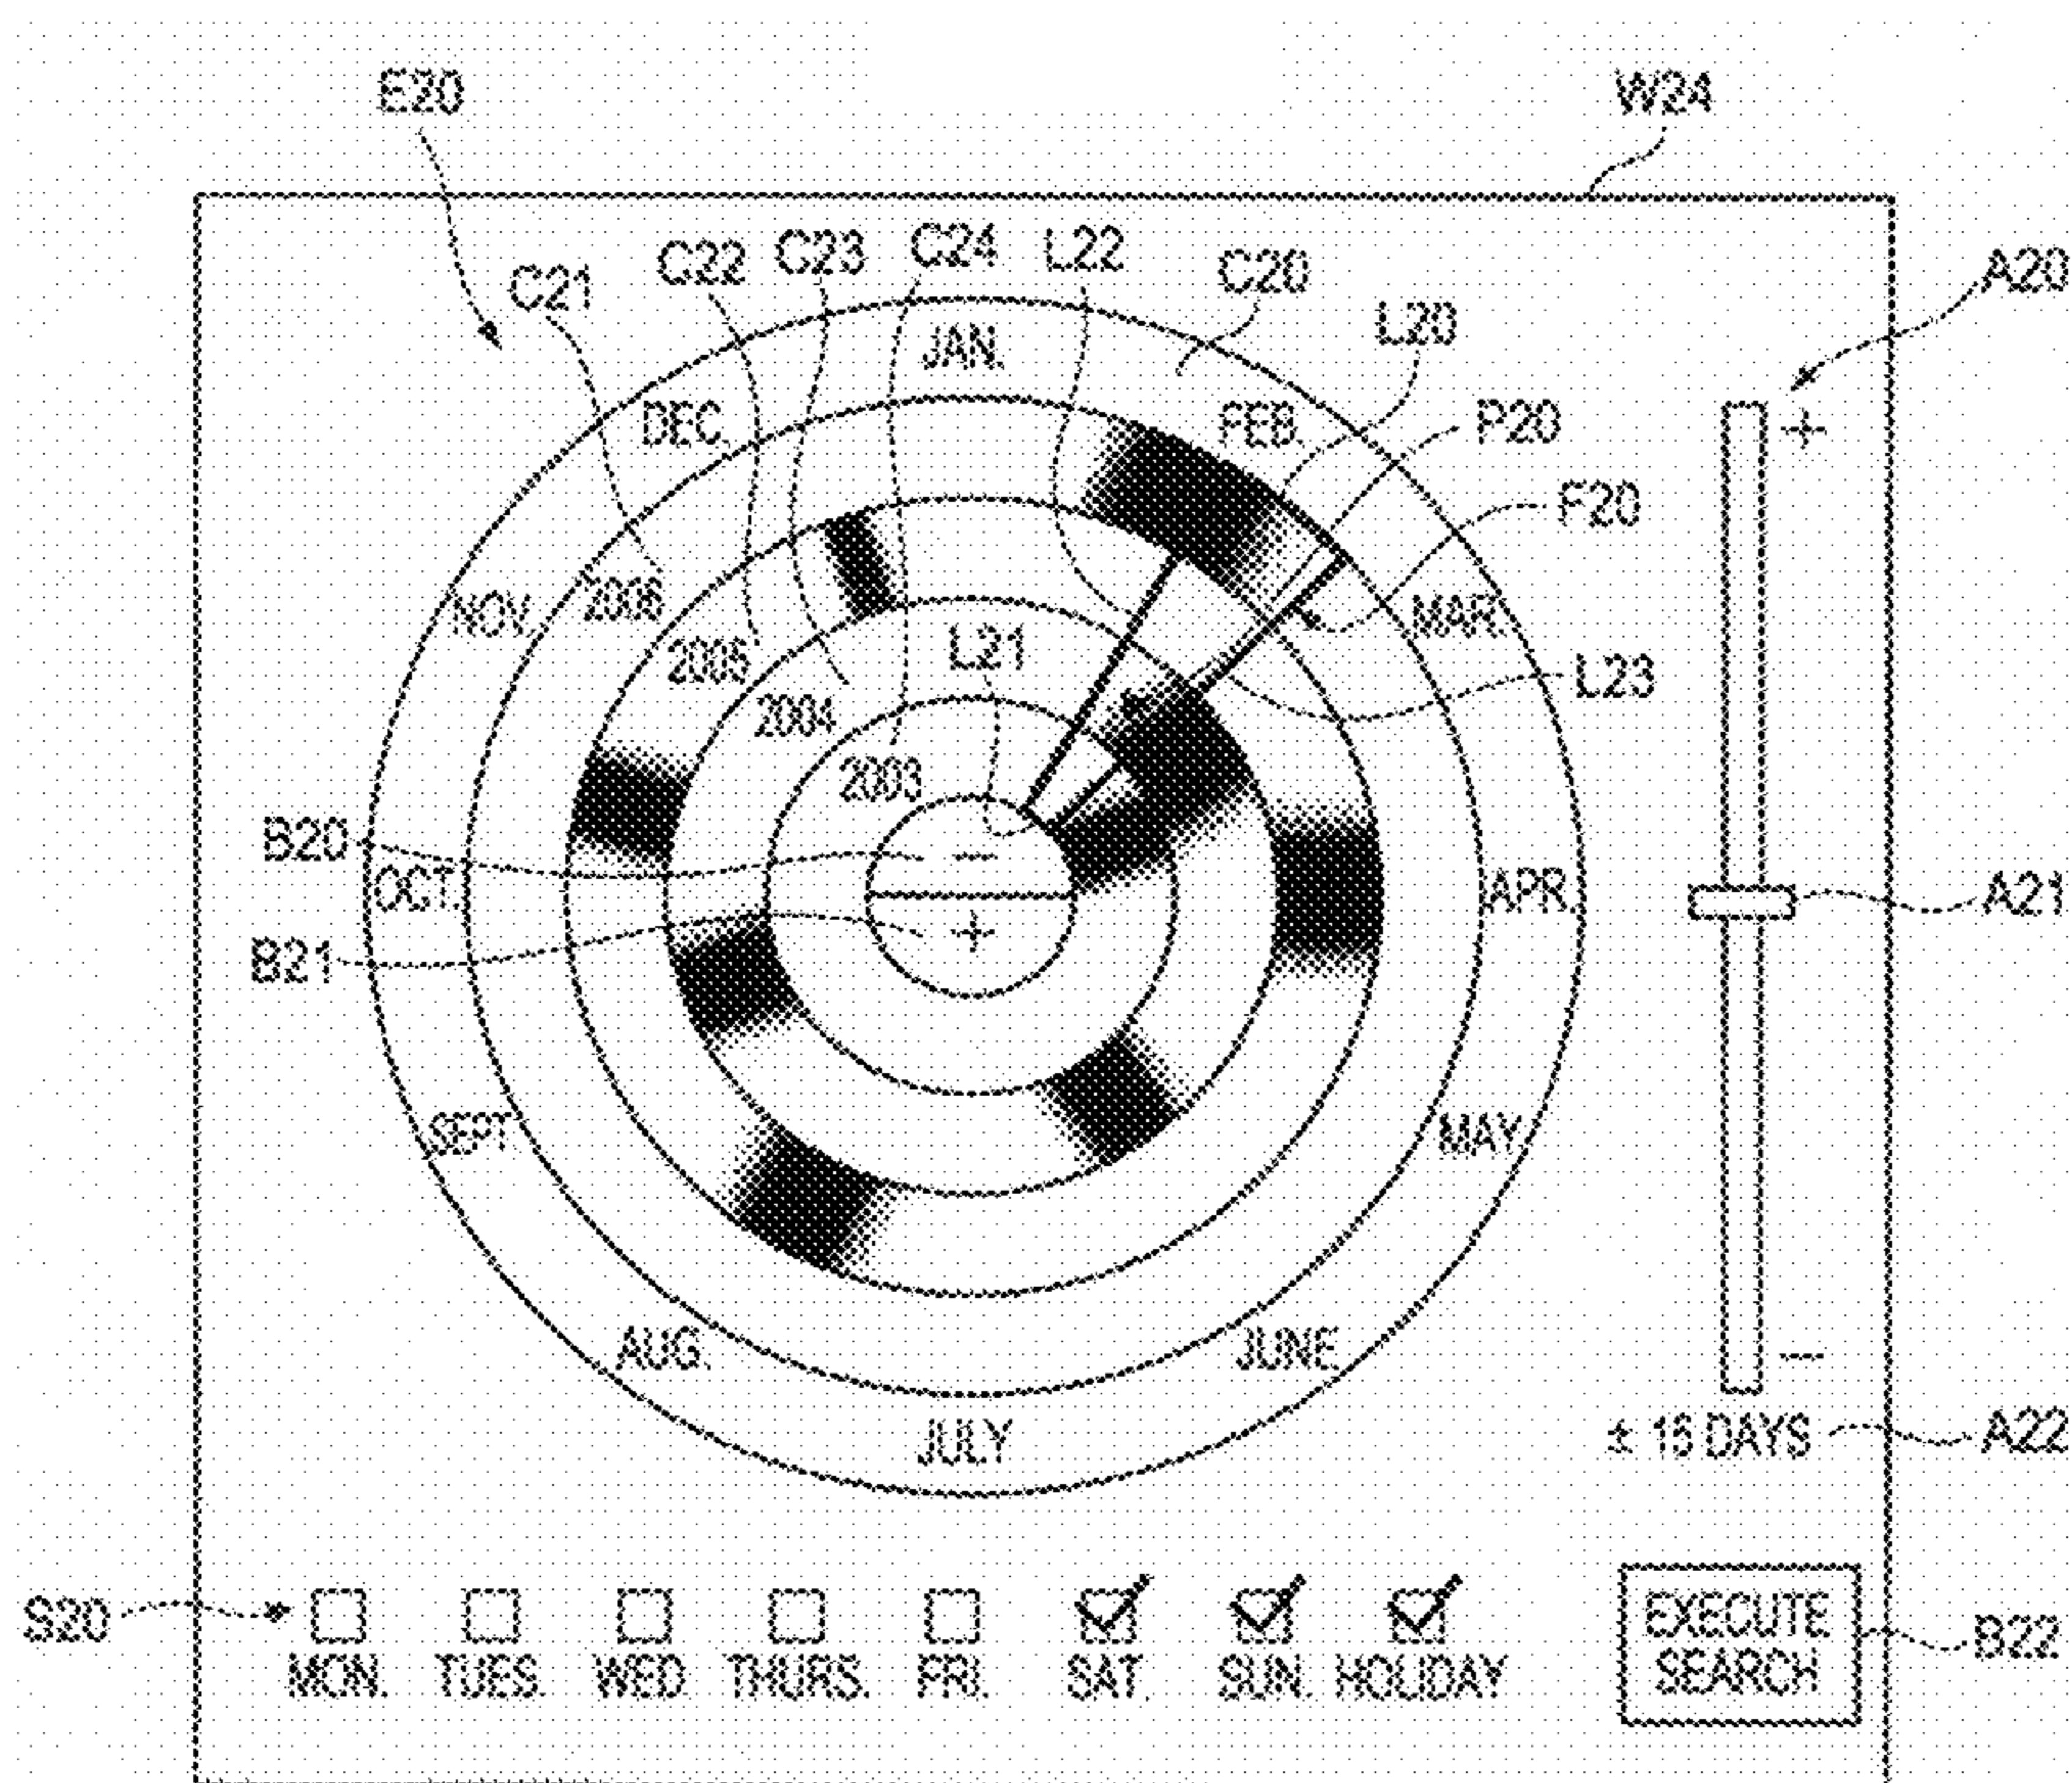 E20
W24
C21
C22
C23
C24
L22
C20
L20
A20
JAN.
DEC.
FEB.
P20
+
F20
NOV.
2006
MAR.
2005
L21
L23
2004
2003
B20
−
OCT.
APR.
A21
B21
+
SEPT.
MAY
AUG.
JUNE
−
JULY
± 15 DAYS
A22
S20
MON.
TUES.
WED.
THURS.
FRI.
SAT.
SUN.
HOLIDAY
EXECUTE
SEARCH
B22